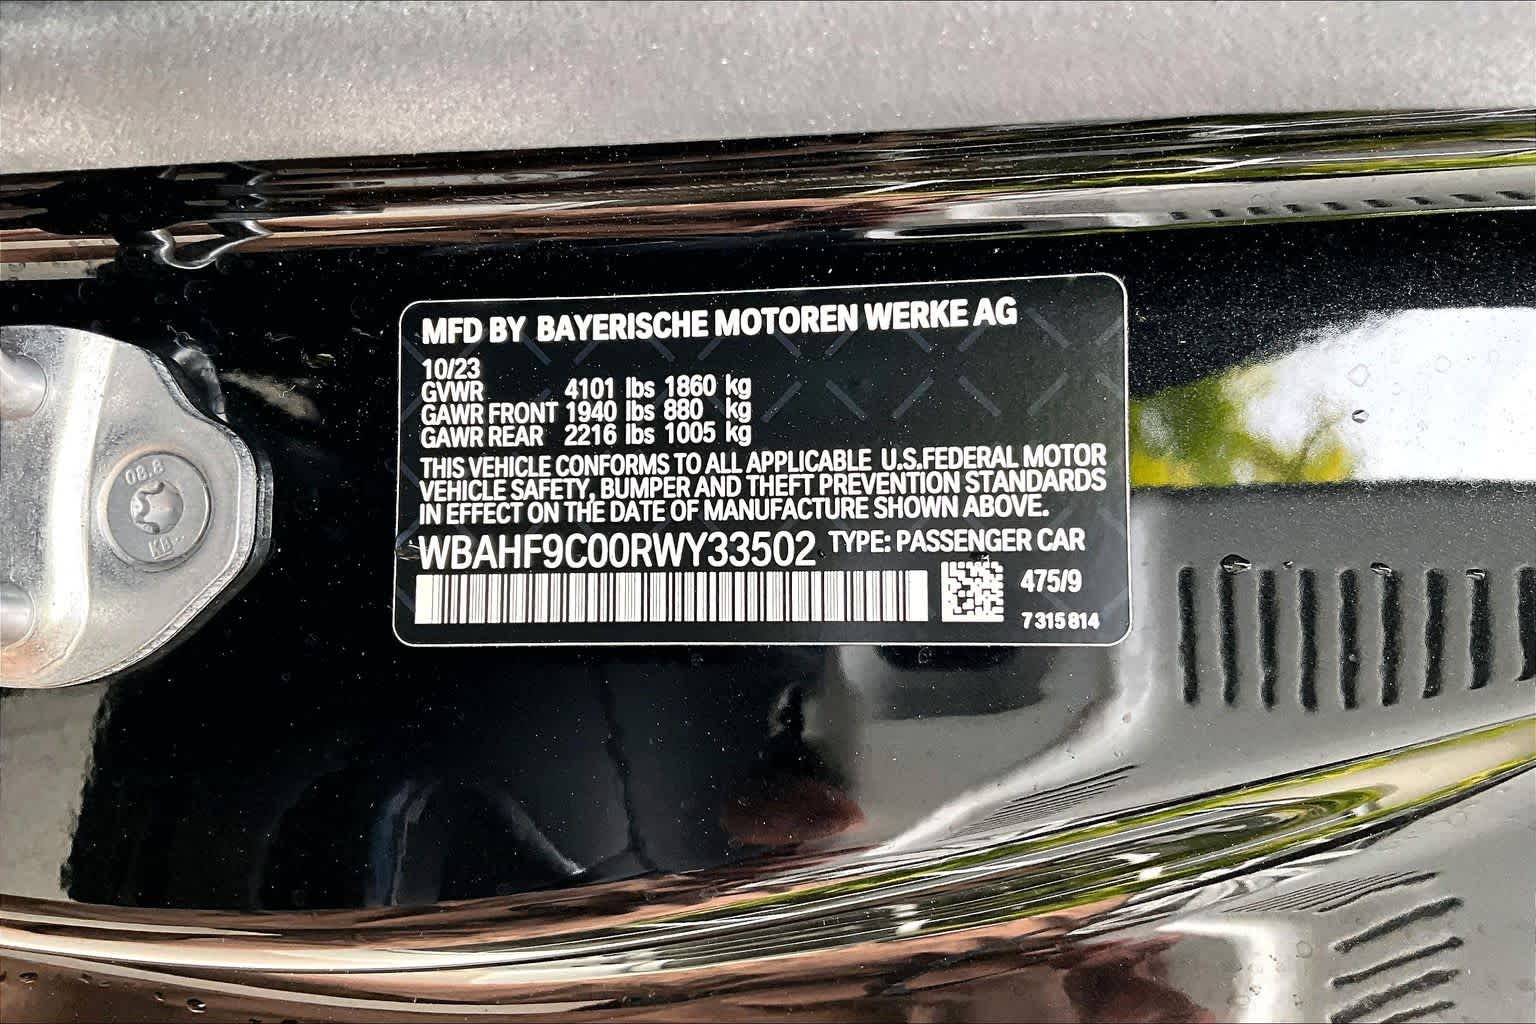 MFD BY BAYERISCHE MOTOREN WERKE AG
10/23
GVWR 4101 lbs 1860 kg
GAWR FRONT 1940 lbs 880 kg
GAWR REAR 2216 lbs 1005 kg
THIS VEHICLE CONFORMS TO ALL APPLICABLE U.S.FEDERAL MOTOR
VEHICLE SAFETY, BUMPER AND THEFT PREVENTION STANDARDS
IN EFFECT ON THE DATE OF MANUFACTURE SHOWN ABOVE.
WBAHF9C00RWY33502 TYPE: PASSENGER CAR
475/9
7 315 814
08.8
KB